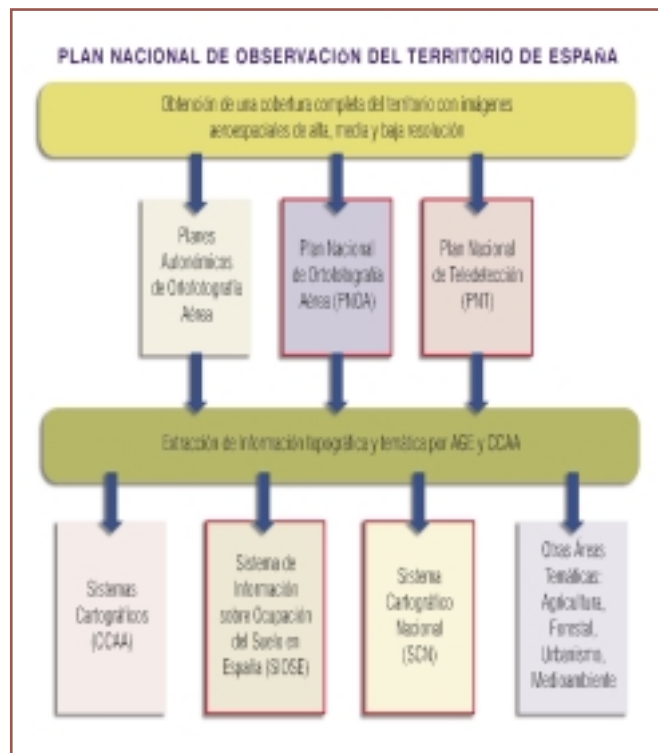 PLAN NACIONAL DE OBSERVACIÓN DEL TERRITORIO DE ESPAÑA
Obtención de una cobertura completa del territorio con imágenes
aeroespaciales de alta, media y baja resolución
Planes
Autonómicos
de Ortofotografía
Aérea
Plan Nacional
de Ortofotografía
Aérea (PNOA)
Plan Nacional
de Teledetección
(PNT)
Extracción de información topográfica y temática por AGE y CCAA
Sistemas
Cartográficos
(CCAA)
Sistema de
Información
sobre Ocupación
del Suelo en
España (SIOSE)
Sistema
Cartográfico
Nacional
(SCN)
Otras Áreas
Temáticas:
Agricultura,
Forestal,
Urbanismo,
Medioambiente